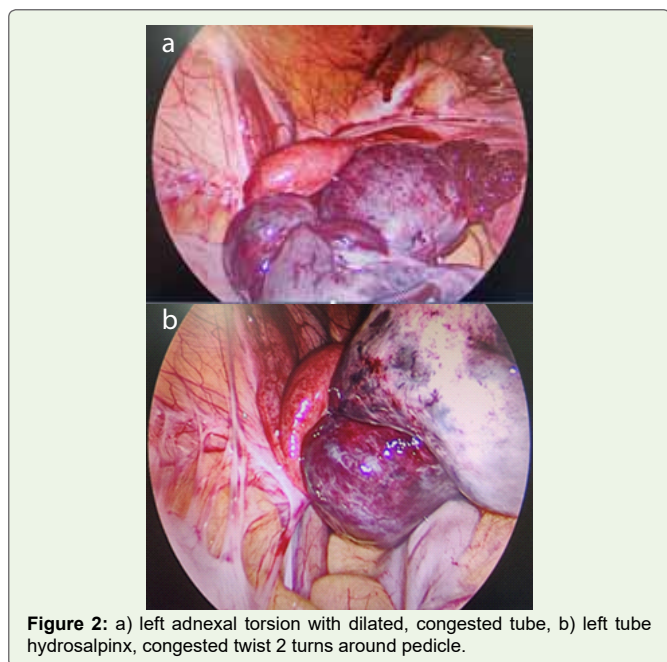 a
b
Figure 2: a) left adnexal torsion with dilated, congested tube, b) left tube
hydrosalpinx, congested twist 2 turns around pedicle.